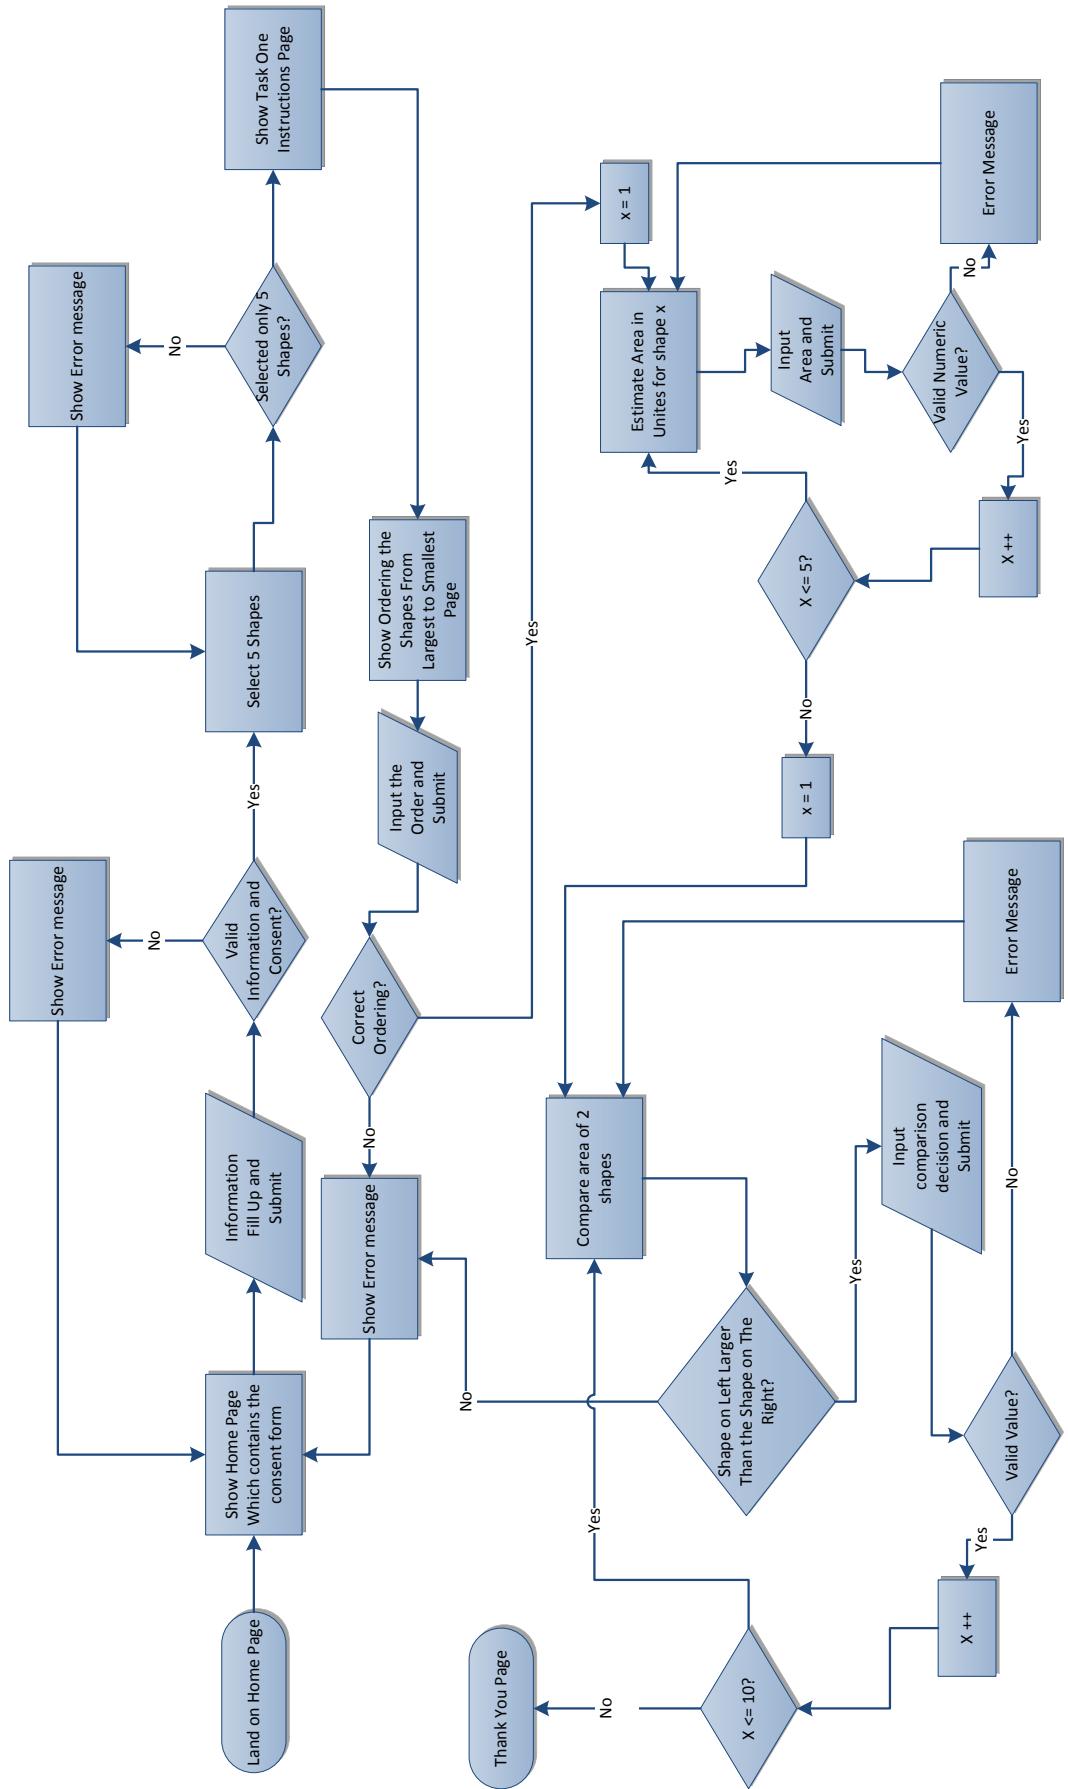 Land on Home Page
Show Home Page
Which contains the
consent form
Information
Fill Up and
Submit
Valid
Information and
Consent?
No
Show Error message
Yes
Select 5 Shapes
Selected only 5
Shapes?
No
Show Error message
Show Task One
Instructions Page
Show Ordering the
Shapes From
Largest to Smallest
Page
Input the
Order and
Submit
Correct
Ordering?
No
Show Error message
Yes
x = 1
Estimate Area in
Unites for shape x
Input
Area and
Submit
Valid Numeric
Value?
No
Error Message
Yes
X ++
X <= 5?
Yes
No
x = 1
Compare area of 2
shapes
Shape on Left Larger
Than the Shape on The
Right?
No
Yes
Input
comparison
decision and
Submit
Valid Value?
No
Error Message
Yes
X ++
X <= 10?
Yes
No
Thank You Page